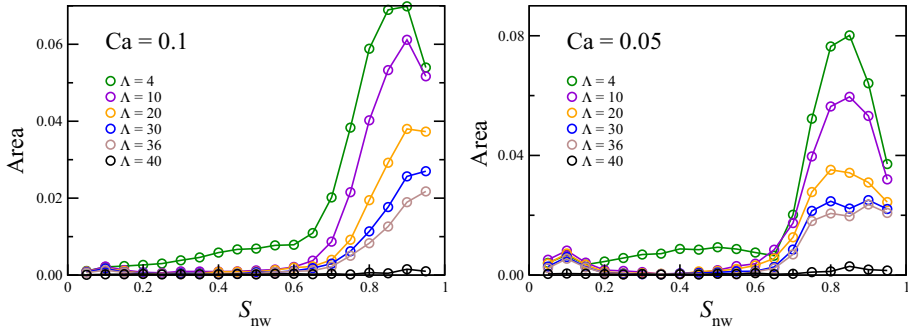 Ca = 0.1
Λ = 4
Λ = 10
Λ = 20
Λ = 30
Λ = 36
Λ = 40
Area
0.06
0.04
0.02
0.00
0 0.2 0.4 0.6 0.8 1
Snw
Ca = 0.05
Λ = 4
Λ = 10
Λ = 20
Λ = 30
Λ = 36
Λ = 40
Area
0.08
0.04
0.00
0 0.2 0.4 0.6 0.8 1
Snw